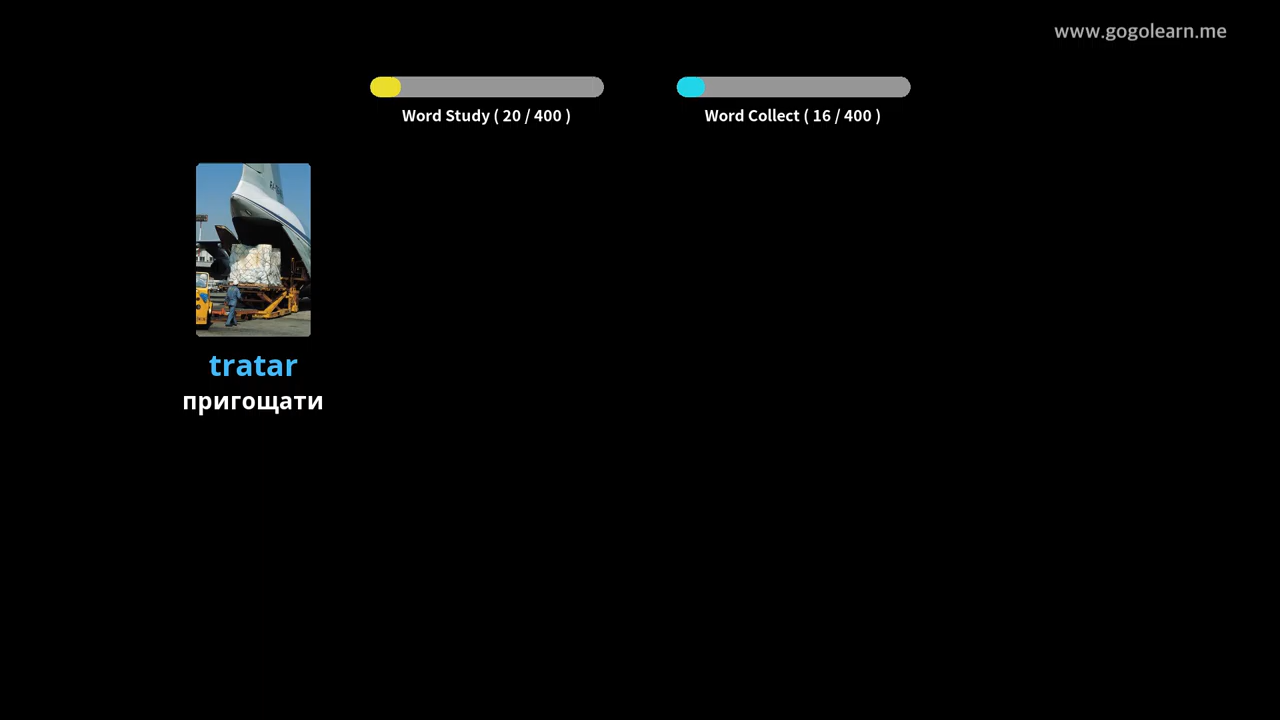 www.gogolearn.me
Word Study ( 20 / 400 )
Word Collect ( 16 / 400 )
tratar
пригощати